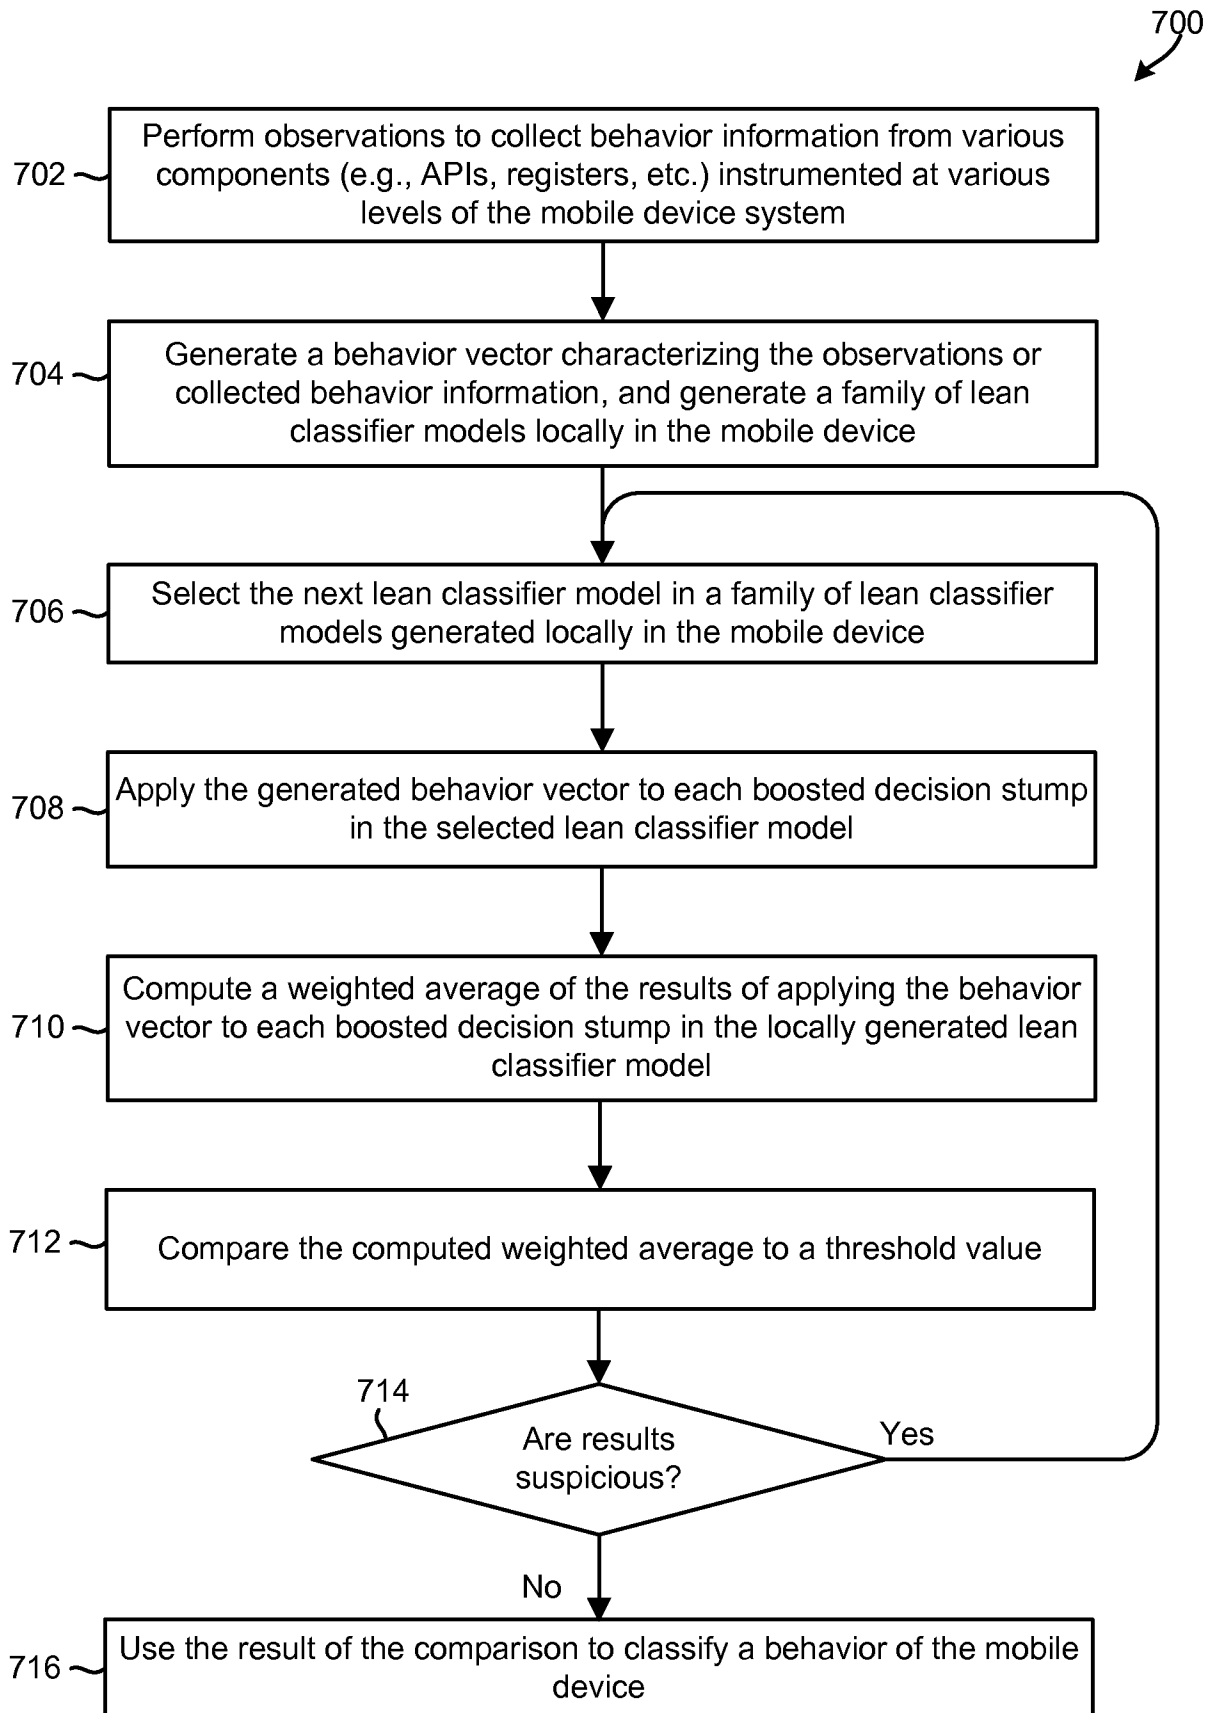 700
702
Perform observations to collect behavior information from various
components (e.g., APIs, registers, etc.) instrumented at various
levels of the mobile device system
704
Generate a behavior vector characterizing the observations or
collected behavior information, and generate a family of lean
classifier models locally in the mobile device
706
Select the next lean classifier model in a family of lean classifier
models generated locally in the mobile device
708
Apply the generated behavior vector to each boosted decision stump
in the selected lean classifier model
710
Compute a weighted average of the results of applying the behavior
vector to each boosted decision stump in the locally generated lean
classifier model
712
Compare the computed weighted average to a threshold value
714
Are results
suspicious?
Yes
No
716
Use the result of the comparison to classify a behavior of the mobile
device